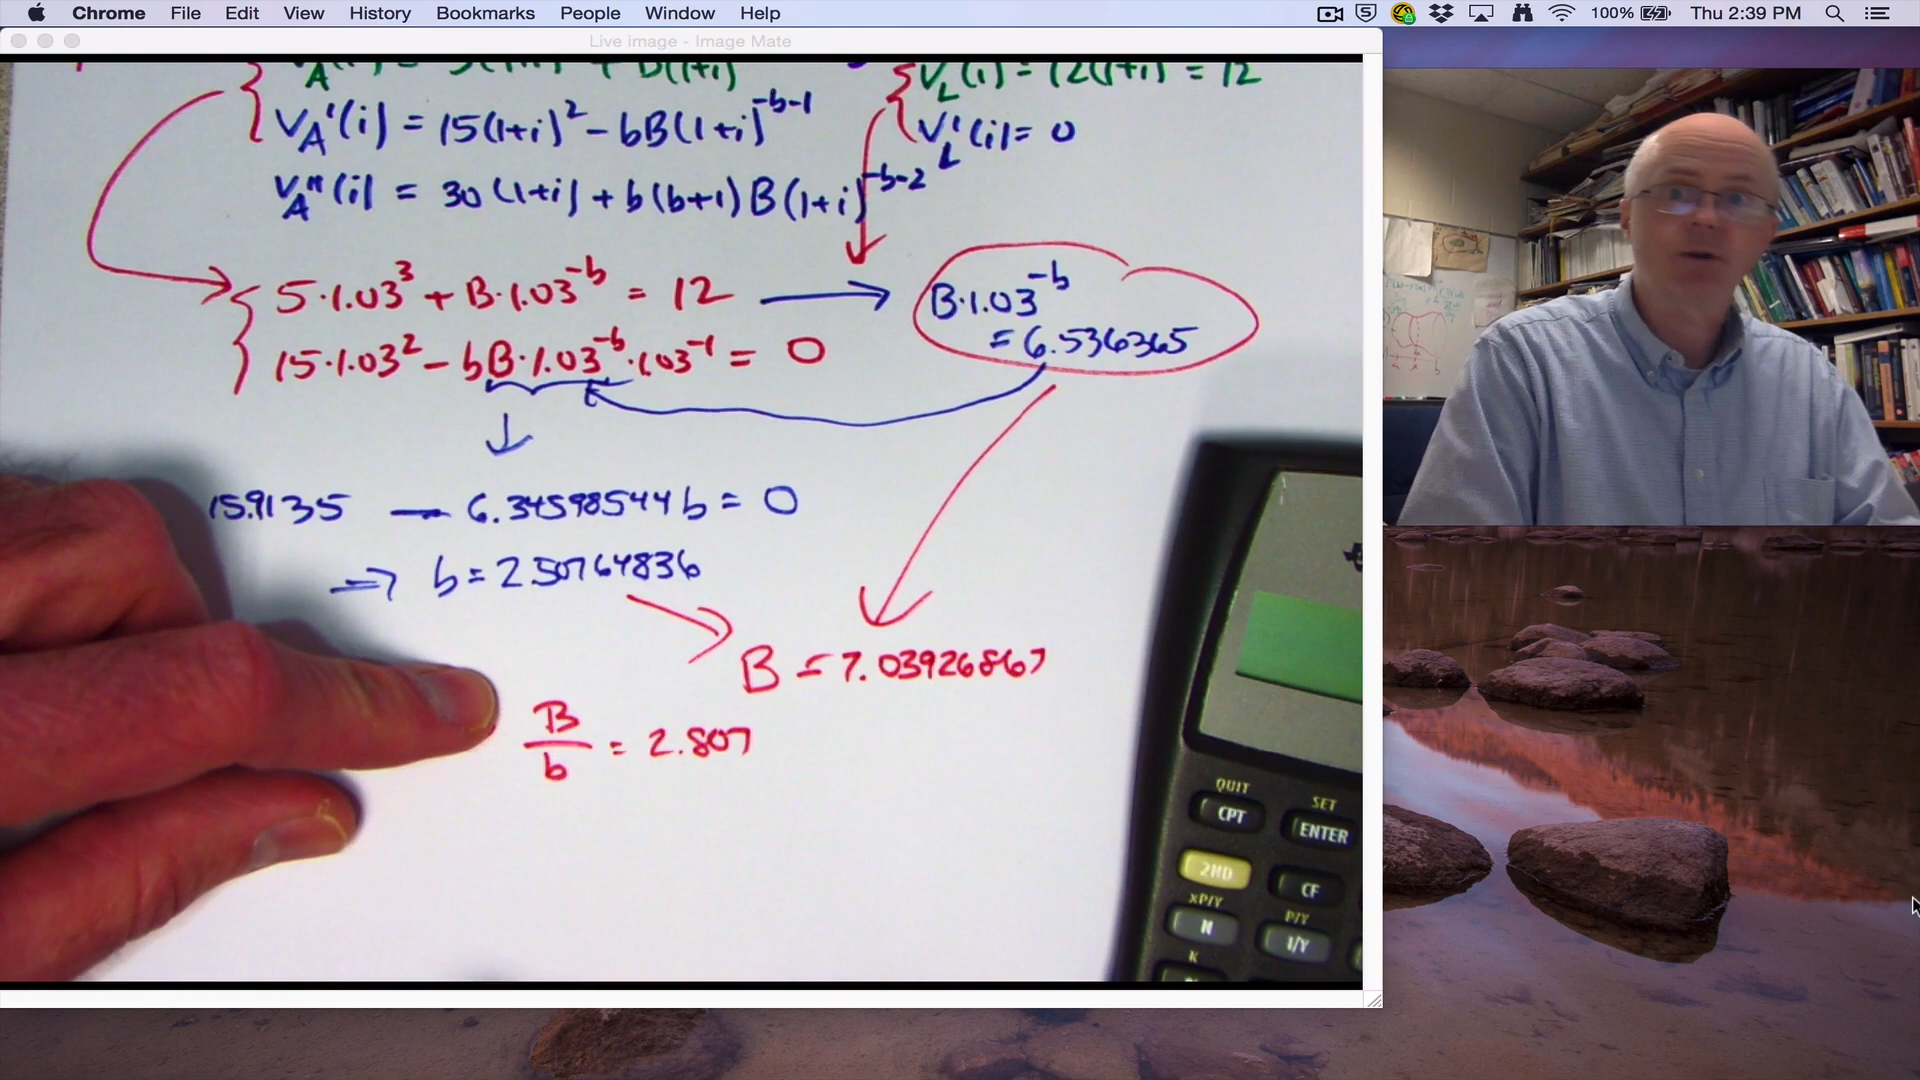 Chrome File Edit View History Bookmarks People Window Help 100% Thu 2:39 PM
Live image - Image Mate
V_A'(i) = 15(1+i)^2 - bB(1+i)^{-b-1}
V_L'(i) = 0
V_A''(i) = 30(1+i) + b(b+1)B(1+i)^{-b-2}
5·1.03^3 + B·1.03^{-b} = 12
B·1.03^{-b}
= 6.536365
15·1.03^2 - bB·1.03^{-b}·1.03^{-1} = 0
15.9135 - 6.34598544b = 0
⇒ b = 2.50764836
B = 7.03926867
B/b = 2.807
QUIT SET
CPT ENTER
2ND CF
xP/Y P/Y
N I/Y
K